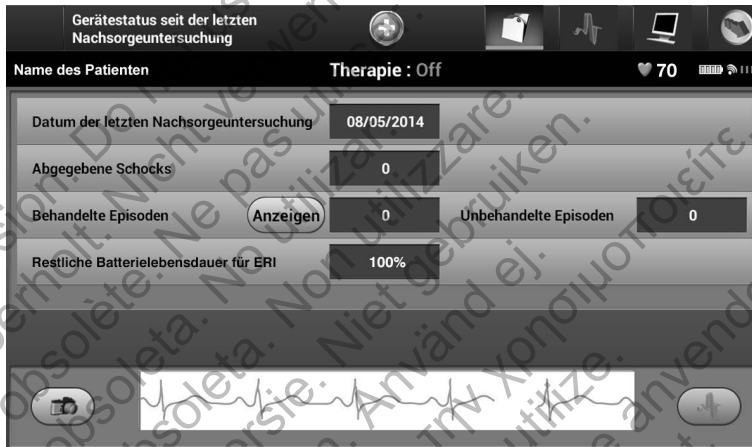 Gerätestatus seit der letzten
Nachsorgeuntersuchung
Name des Patienten Therapie : Off 70
Datum der letzten Nachsorgeuntersuchung 08/05/2014
Abgegebene Schocks 0
Behandelte Episoden Anzeigen 0 Unbehandelte Episoden 0
Restliche Batterielebensdauer für ERI 100%